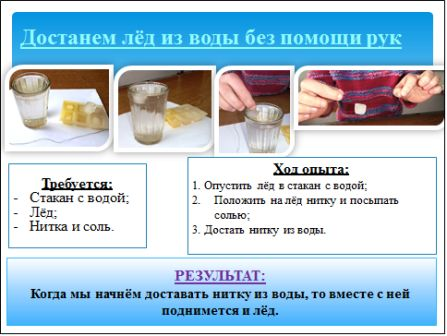 Достанем лёд из воды без помощи рук
Требуется:
- Стакан с водой;
- Лёд;
- Нитка и соль.
Ход опыта:
1. Опустить лёд в стакан с водой;
2. Положить на лёд нитку и посыпать
солью;
3. Достать нитку из воды.
РЕЗУЛЬТАТ:
Когда мы начнём доставать нитку из воды, то вместе с ней
поднимется и лёд.